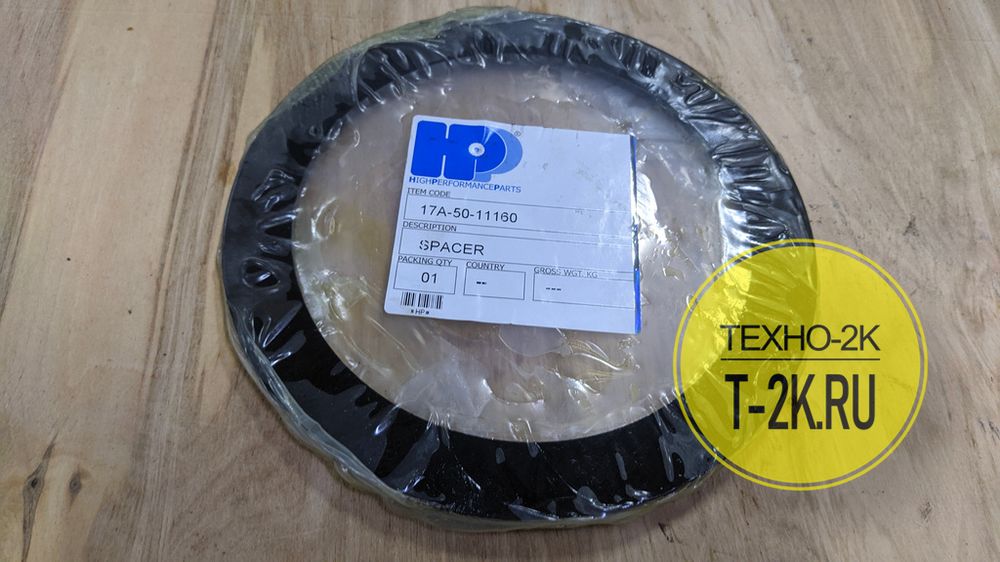 HP
®
HIGHPERFORMANCEPARTS
ITEM CODE
17A-50-11160
DESCRIPTION
SPACER
PACKING QTY
01
COUNTRY
--
GROSS WGT. KG
---
*HP*
ТЕХНО-2К
T-2K.RU